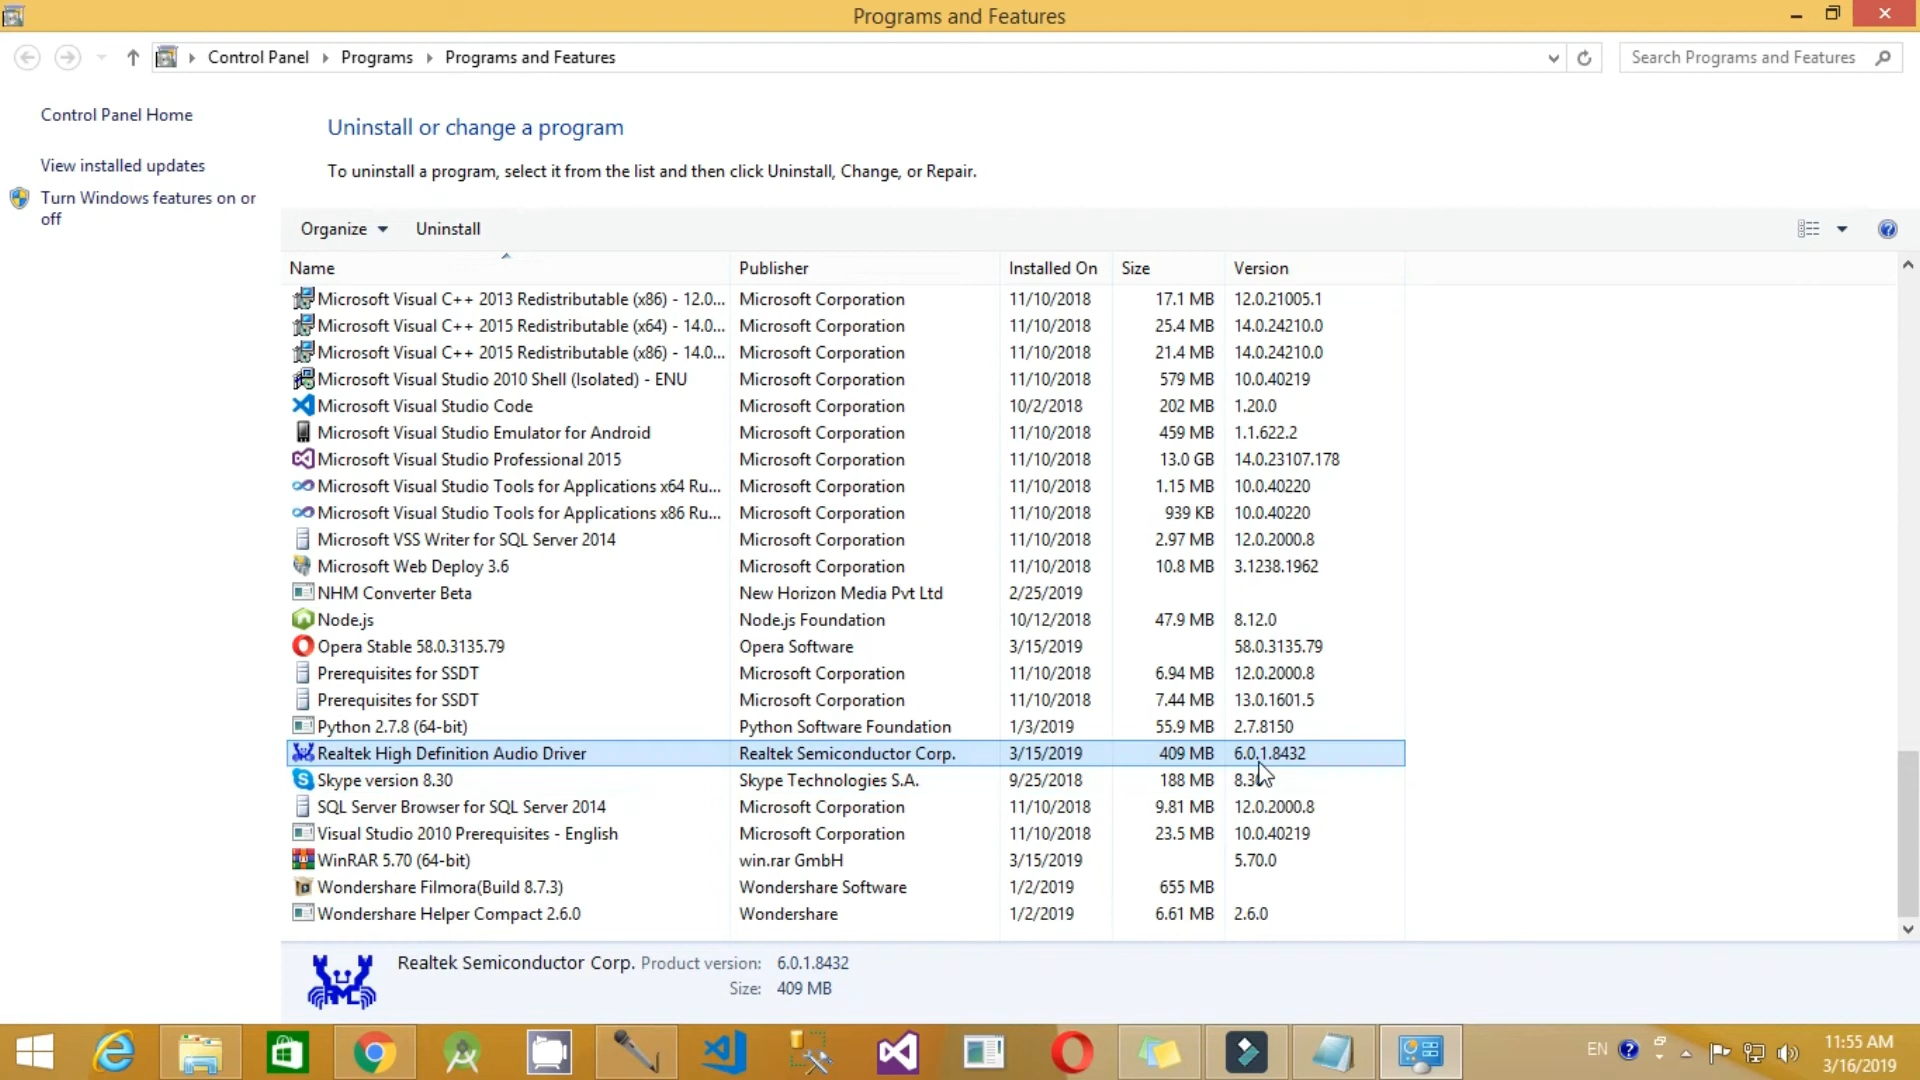 Programs and Features
Control Panel Programs Programs and Features
Search Programs and Features
Control Panel Home
View installed updates
Turn Windows features on or
off
Uninstall or change a program
To uninstall a program, select it from the list and then click Uninstall, Change, or Repair.
Organize Uninstall
Name Publisher Installed On Size Version
Microsoft Visual C++ 2013 Redistributable (x86) - 12.0... Microsoft Corporation 11/10/2018 17.1 MB 12.0.21005.1
Microsoft Visual C++ 2015 Redistributable (x64) - 14.0... Microsoft Corporation 11/10/2018 25.4 MB 14.0.24210.0
Microsoft Visual C++ 2015 Redistributable (x86) - 14.0... Microsoft Corporation 11/10/2018 21.4 MB 14.0.24210.0
Microsoft Visual Studio 2010 Shell (Isolated) - ENU Microsoft Corporation 11/10/2018 579 MB 10.0.40219
Microsoft Visual Studio Code Microsoft Corporation 10/2/2018 202 MB 1.20.0
Microsoft Visual Studio Emulator for Android Microsoft Corporation 11/10/2018 459 MB 1.1.622.2
Microsoft Visual Studio Professional 2015 Microsoft Corporation 11/10/2018 13.0 GB 14.0.23107.178
Microsoft Visual Studio Tools for Applications x64 Ru... Microsoft Corporation 11/10/2018 1.15 MB 10.0.40220
Microsoft Visual Studio Tools for Applications x86 Ru... Microsoft Corporation 11/10/2018 939 KB 10.0.40220
Microsoft VSS Writer for SQL Server 2014 Microsoft Corporation 11/10/2018 2.97 MB 12.0.2000.8
Microsoft Web Deploy 3.6 Microsoft Corporation 11/10/2018 10.8 MB 3.1238.1962
NHM Converter Beta New Horizon Media Pvt Ltd 2/25/2019
Node.js Node.js Foundation 10/12/2018 47.9 MB 8.12.0
Opera Stable 58.0.3135.79 Opera Software 3/15/2019 58.0.3135.79
Prerequisites for SSDT Microsoft Corporation 11/10/2018 6.94 MB 12.0.2000.8
Prerequisites for SSDT Microsoft Corporation 11/10/2018 7.44 MB 13.0.1601.5
Python 2.7.8 (64-bit) Python Software Foundation 1/3/2019 55.9 MB 2.7.8150
Realtek High Definition Audio Driver Realtek Semiconductor Corp. 3/15/2019 409 MB 6.0.1.8432
Skype version 8.30 Skype Technologies S.A. 9/25/2018 188 MB 8.30
SQL Server Browser for SQL Server 2014 Microsoft Corporation 11/10/2018 9.81 MB 12.0.2000.8
Visual Studio 2010 Prerequisites - English Microsoft Corporation 11/10/2018 23.5 MB 10.0.40219
WinRAR 5.70 (64-bit) win.rar GmbH 3/15/2019 5.70.0
Wondershare Filmora(Build 8.7.3) Wondershare Software 1/2/2019 655 MB
Wondershare Helper Compact 2.6.0 Wondershare 1/2/2019 6.61 MB 2.6.0
Realtek Semiconductor Corp. Product version: 6.0.1.8432
Size: 409 MB
EN 11:55 AM
3/16/2019